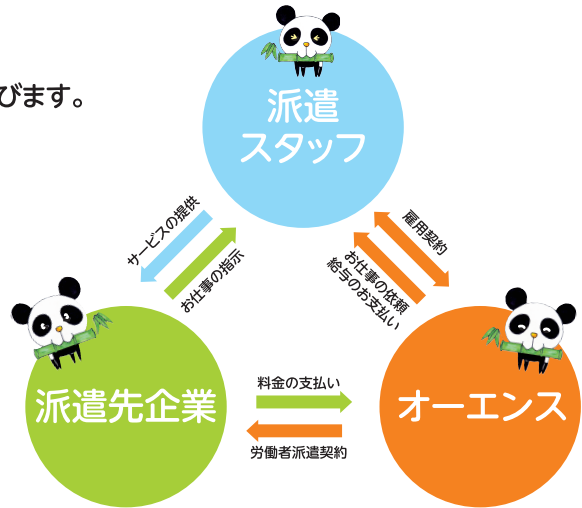 びます。
派遣
スタッフ
サービスの提供
お仕事の指示
雇用契約
お仕事の依頼
給与のお支払い
派遣先企業
料金の支払い
労働者派遣契約
オーエンス